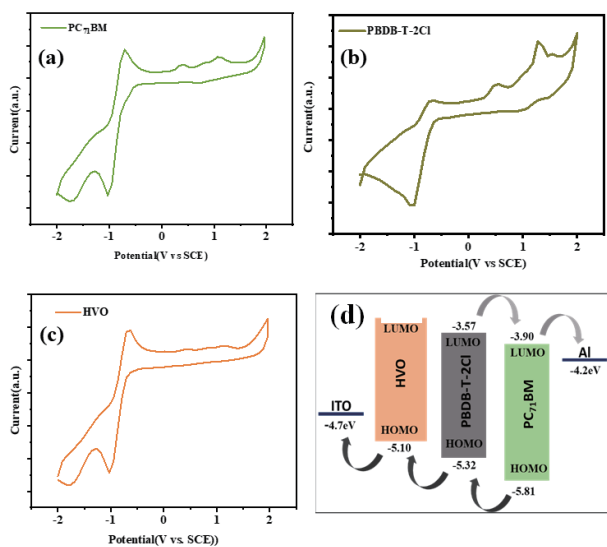 PC71BM
(a)
Current(a.u.)
-2 -1 0 1 2
Potential(V vs SCE)
PBDB-T-2Cl
(b)
Current(a.u.)
-2 -1 0 1 2
Potential(V vs SCE)
HVO
(c)
Current(a.u.)
-2 -1 0 1 2
Potential(V vs. SCE))
(d)
LUMO
-3.57
LUMO
-3.90
LUMO
Al
-4.2eV
HVO
PBDB-T-2Cl
PC71BM
ITO
-4.7eV
HOMO
-5.10
HOMO
-5.32
HOMO
-5.81